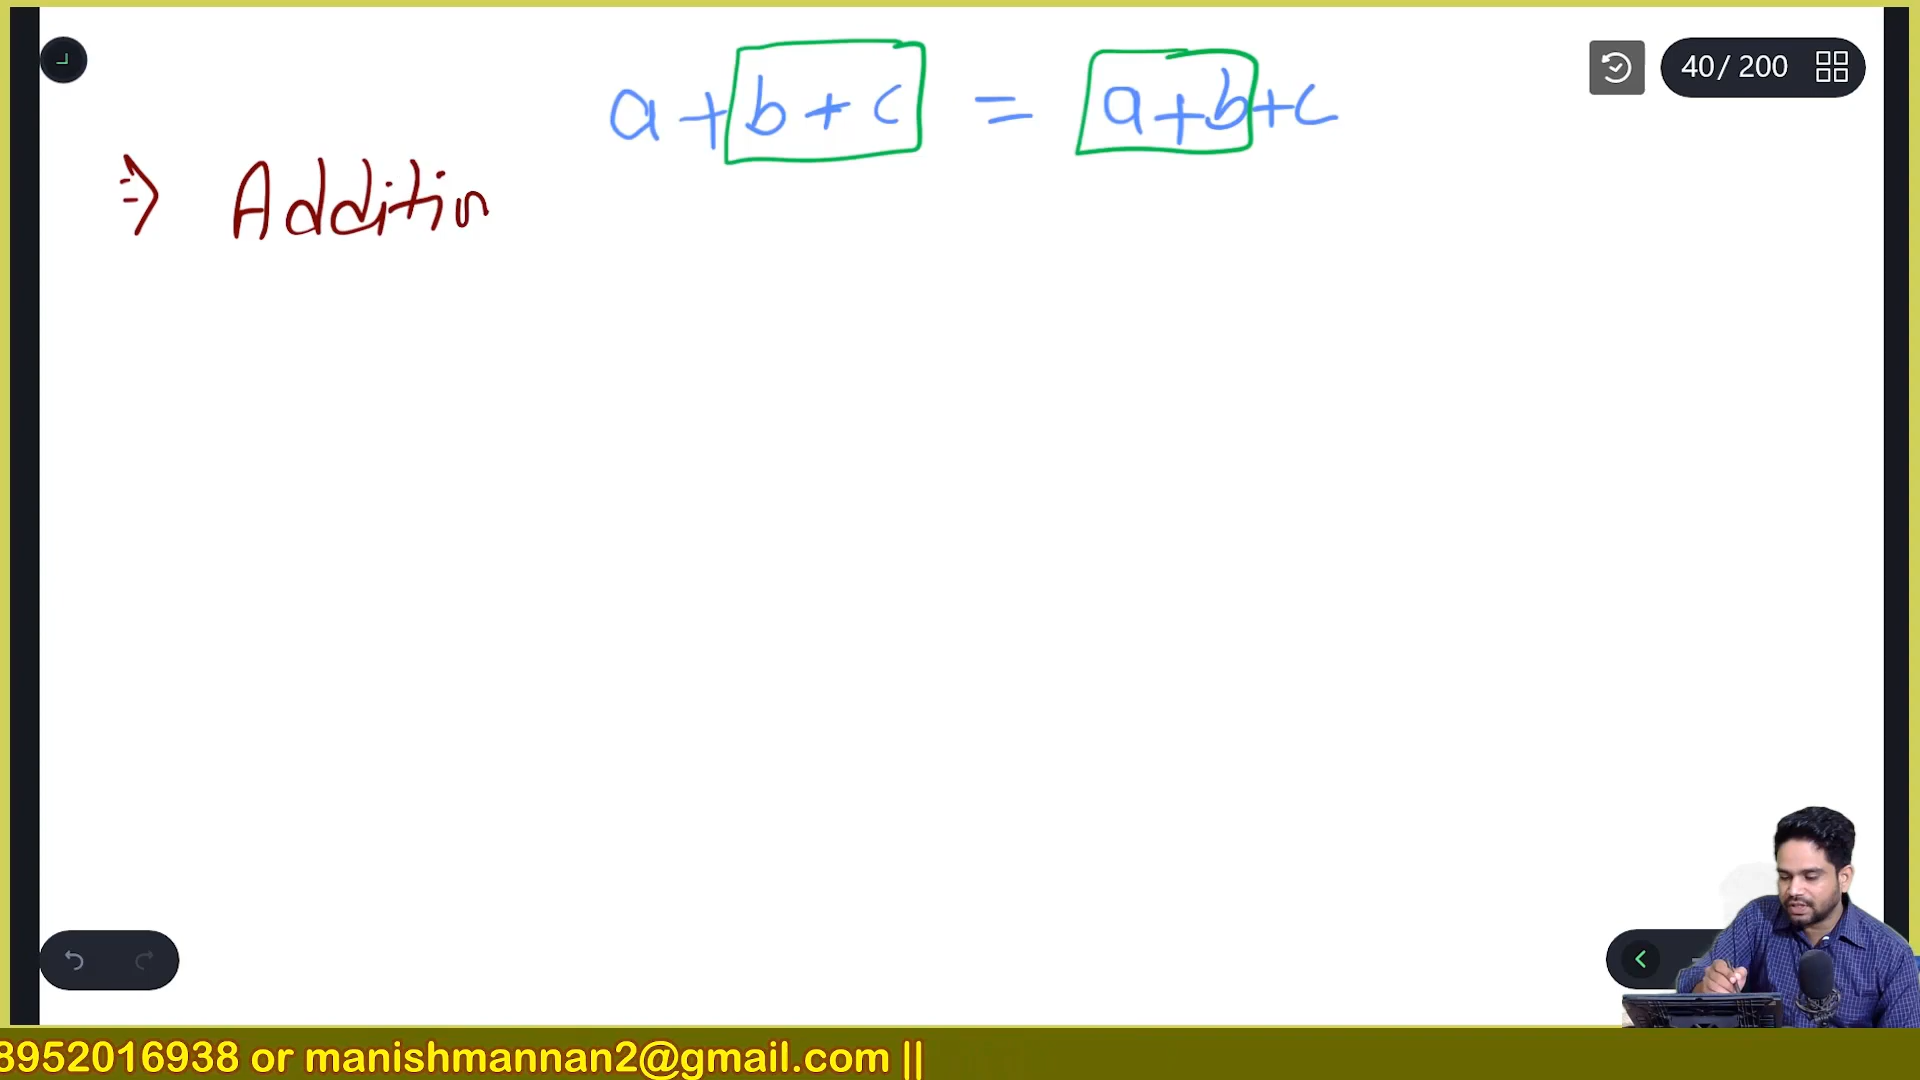 a + b + c = a + b + c
40 / 200
⇒ Additin
8952016938 or manishmannan2@gmail.com ||